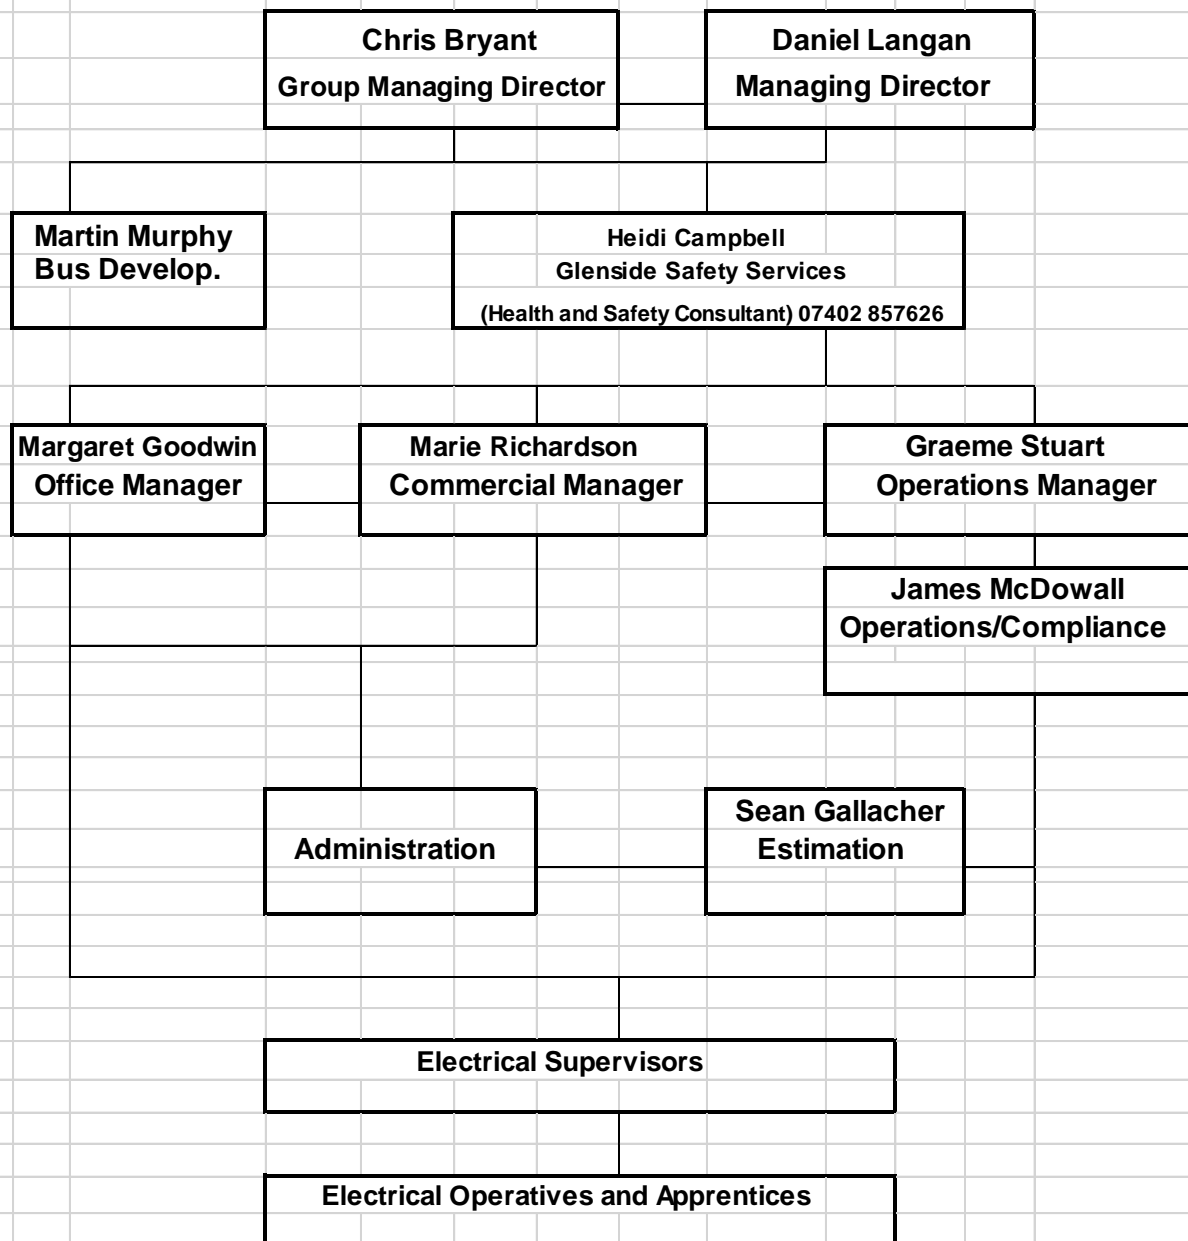 Chris Bryant
Group Managing Director
Daniel Langan
Managing Director
Martin Murphy
Bus Develop.
Heidi Campbell
Glenside Safety Services
(Health and Safety Consultant) 07402 857626
Margaret Goodwin
Office Manager
Marie Richardson
Commercial Manager
Graeme Stuart
Operations Manager
James McDowall
Operations/Compliance
Administration
Sean Gallacher
Estimation
Electrical Supervisors
Electrical Operatives and Apprentices